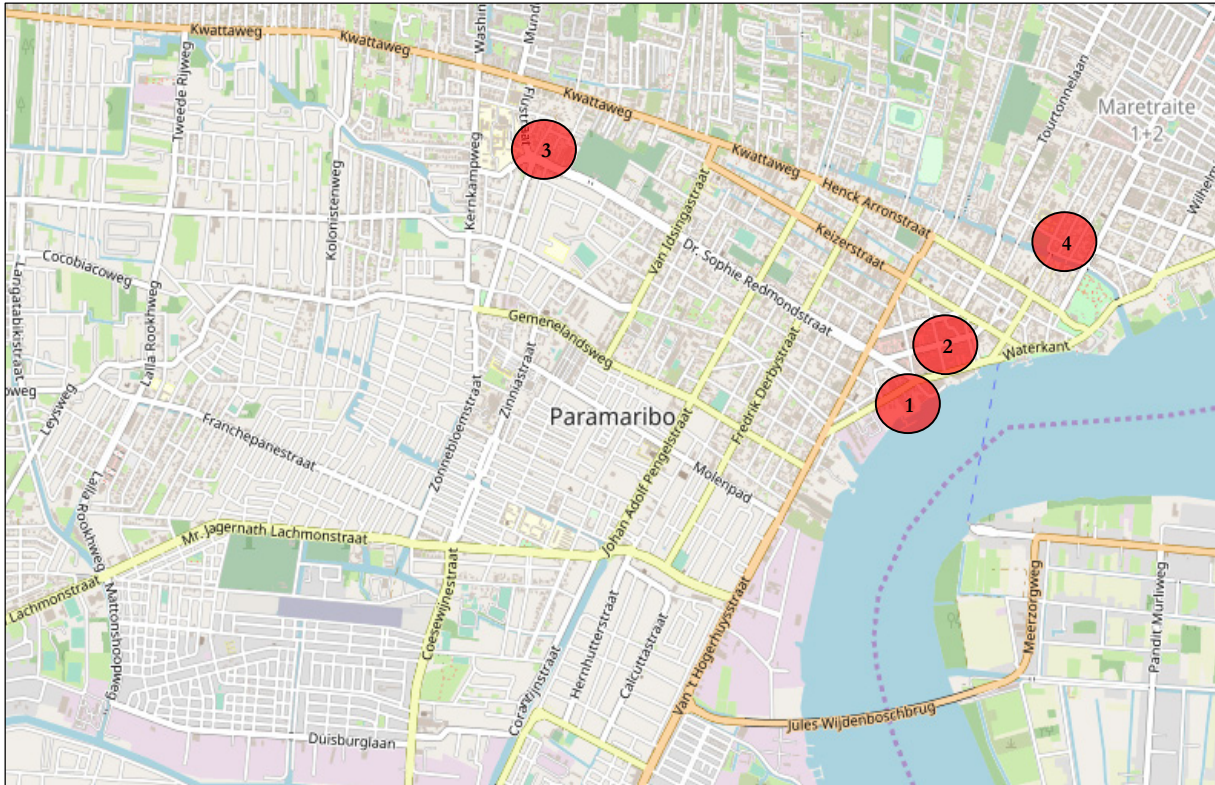 Kwattaweg
Kwattaweg
Washin
Mund
Tweede Rijweg
Flustraat
Kwattaweg
Tourtonnelaan
Maretraite
1+2
3
Kwattaweg
Henck Arronstraat
Wilhelm
Kernkampweg
Kolonistenweg
Van Idsingastraat
Keizerstraat
4
Cocobiacoweg
Dr. Sophie Redmondstraat
Langatabikistraat
Lalla Rookhweg
Gemenelandsweg
2
Waterkant
oweg
Leysweg
Zinniastraat
Zonnebloemstraat
Paramaribo
Fredrik Derbystraat
1
Franchepanestraat
Johan Adolf Pengelstraat
Molenpad
Lalla Rookhweg
Mr. Jagernath Lachmonstraat
Lachmonstraat
Mattonshoopweg
Coesewijnestraat
Hernhutterstraat
Calcuttastraat
Van 't Hogerhuysstraat
Meerzorgweg
Pandit Murliweg
Jules Wijdenboschbrug
Duisburglaan